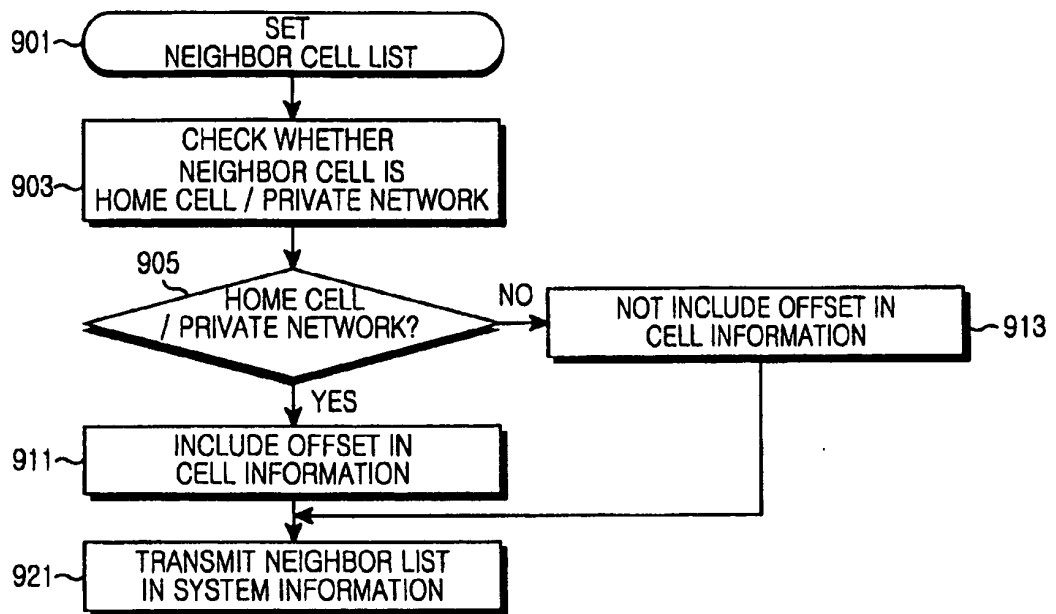 901
SET
NEIGHBOR CELL LIST
903
CHECK WHETHER
NEIGHBOR CELL IS
HOME CELL / PRIVATE NETWORK
905
HOME CELL
/ PRIVATE NETWORK?
NO
NOT INCLUDE OFFSET IN
CELL INFORMATION
913
YES
911
INCLUDE OFFSET IN
CELL INFORMATION
921
TRANSMIT NEIGHBOR LIST
IN SYSTEM INFORMATION